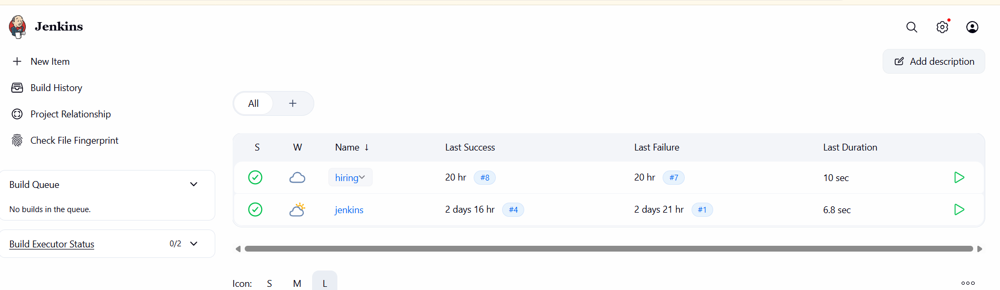 Jenkins
New Item
Build History
Project Relationship
Check File Fingerprint
Build Queue
No builds in the queue.
Build Executor Status 0/2
Add description
All
S W Name ↓ Last Success Last Failure Last Duration
hiring 20 hr #8 20 hr #7 10 sec
jenkins 2 days 16 hr #4 2 days 21 hr #1 6.8 sec
Icon: S M L